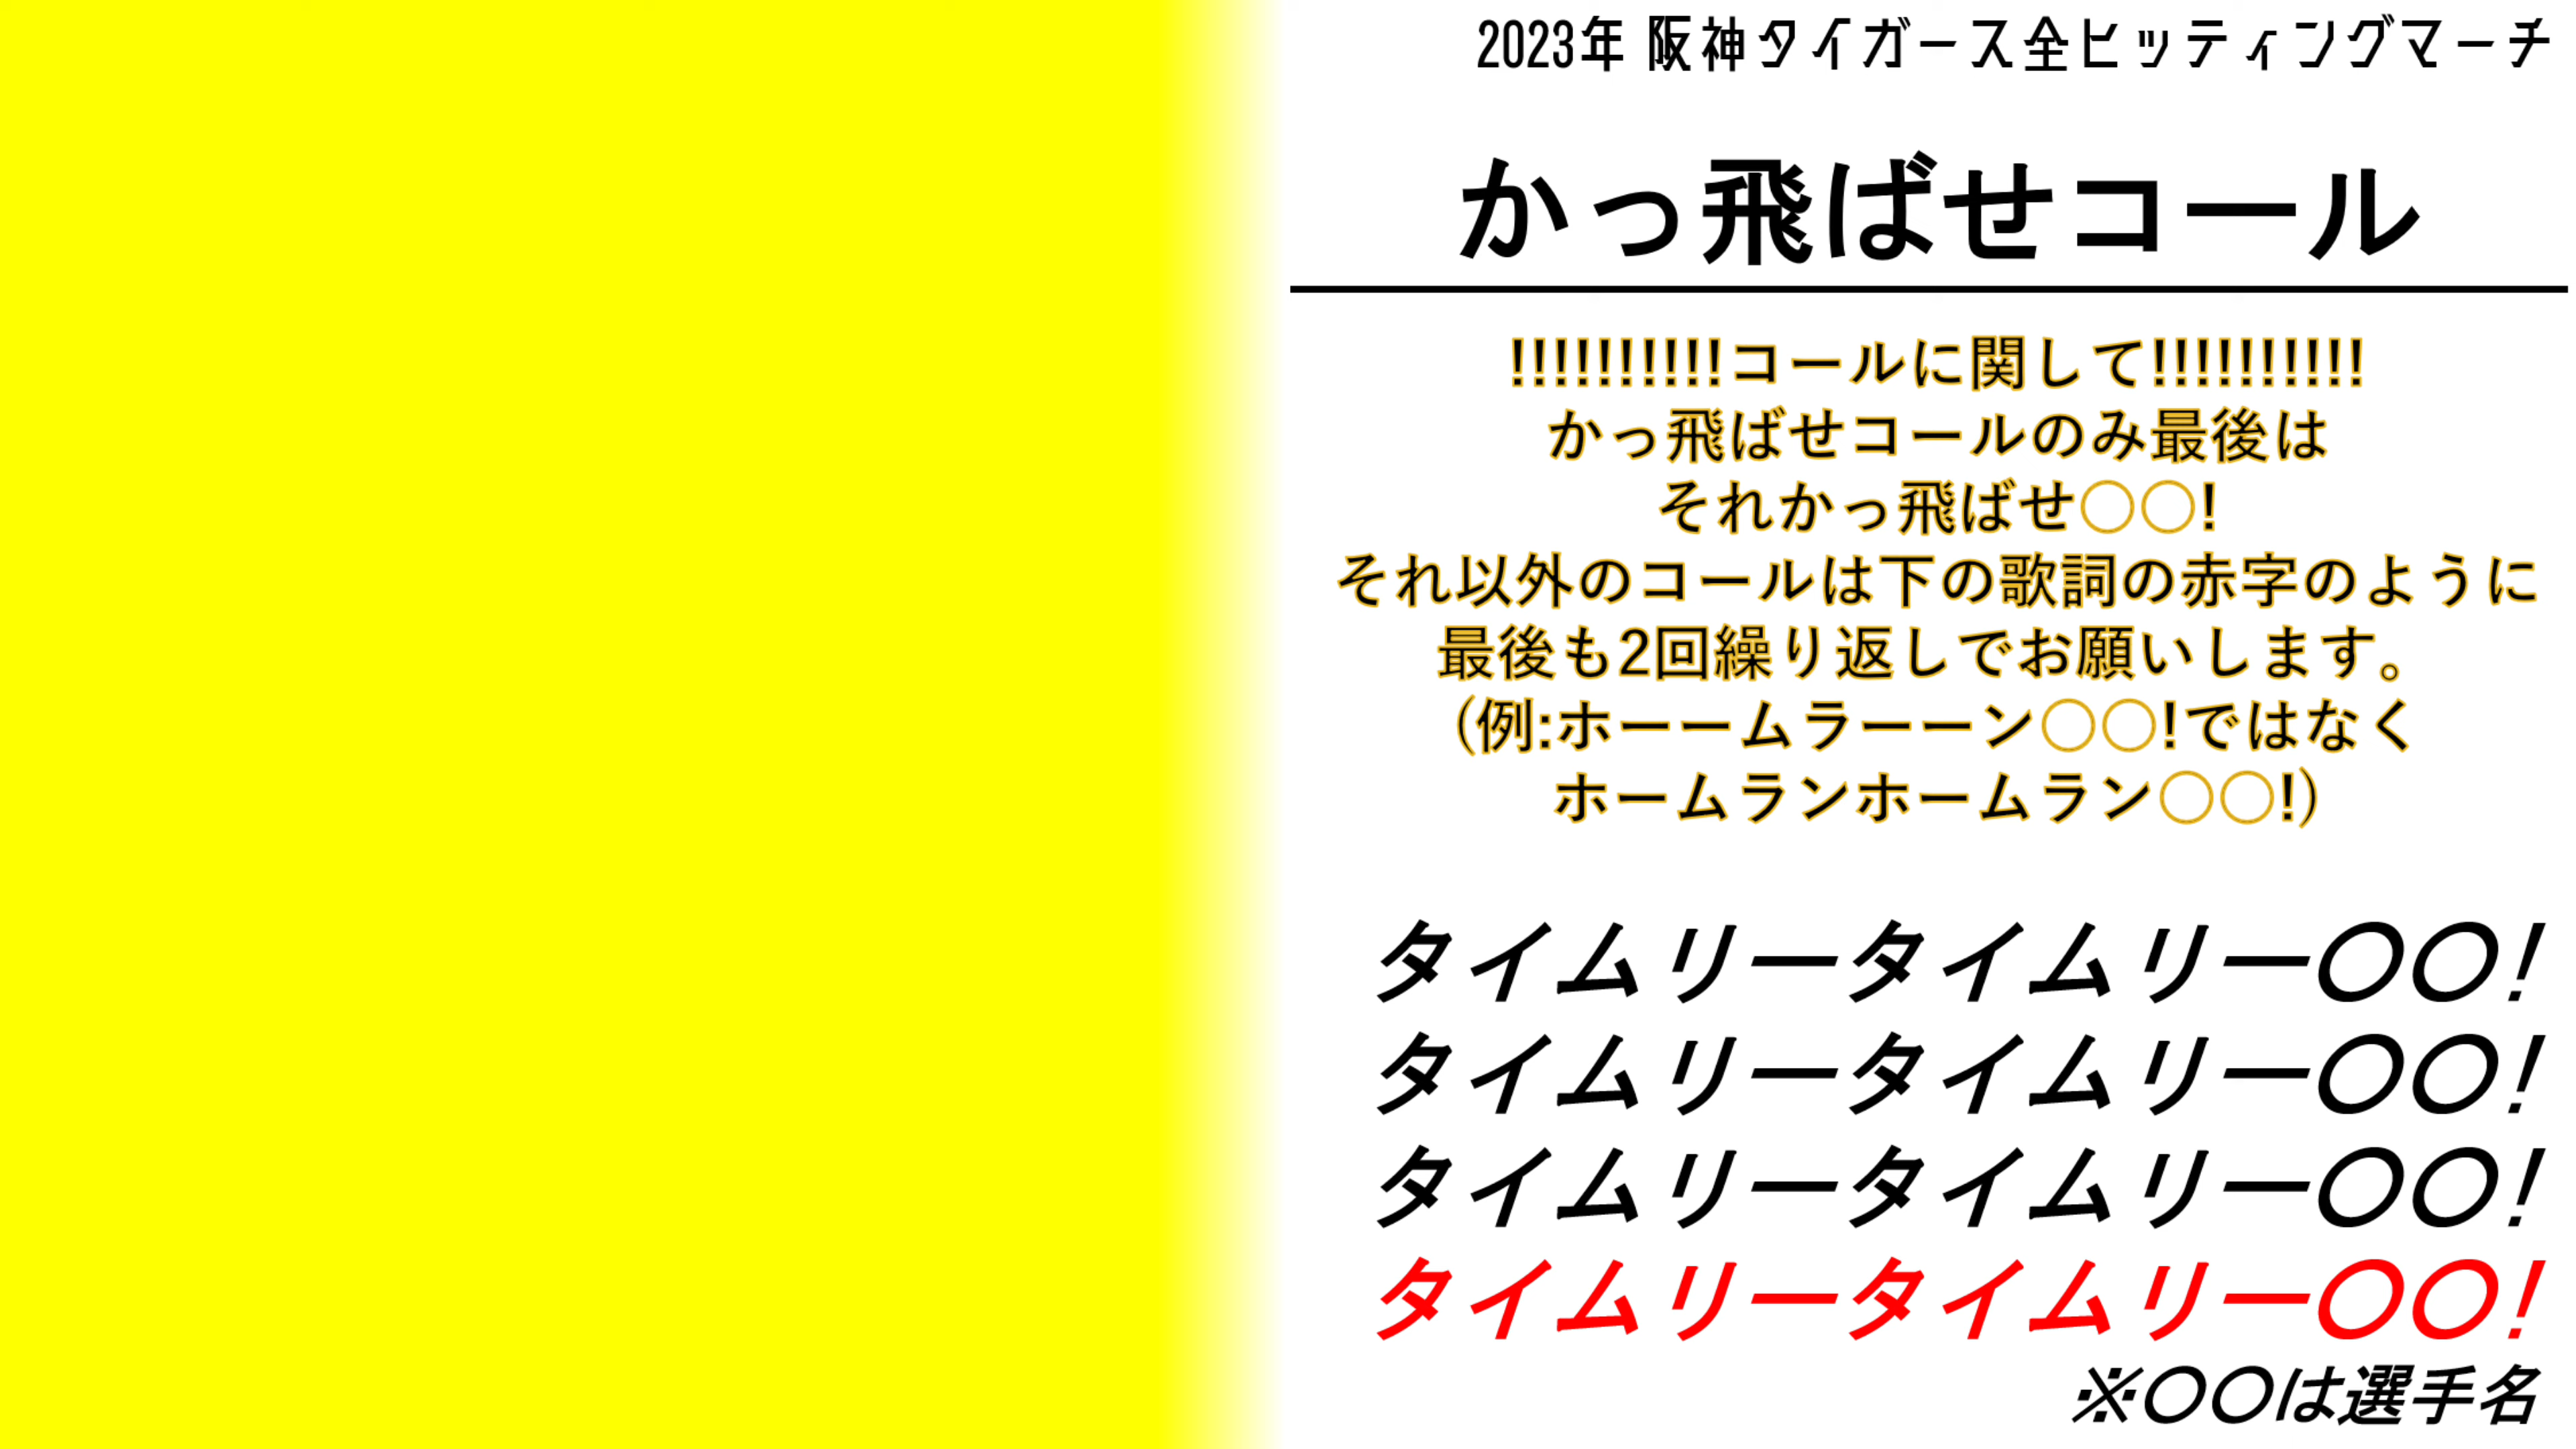 2023年 阪神タイガース全ヒッティングマーチ
かっ飛ばせコール
!!!!!!!!!!コールに関して!!!!!!!!!!
かっ飛ばせコールのみ最後は
それかっ飛ばせ○○!
それ以外のコールは下の歌詞の赤字のように
最後も2回繰り返しでお願いします。
(例:ホーームラーーン○○!ではなく
ホームランホームラン○○!)
タイムリータイムリー○○!
タイムリータイムリー○○!
タイムリータイムリー○○!
タイムリータイムリー○○!
※○○は選手名